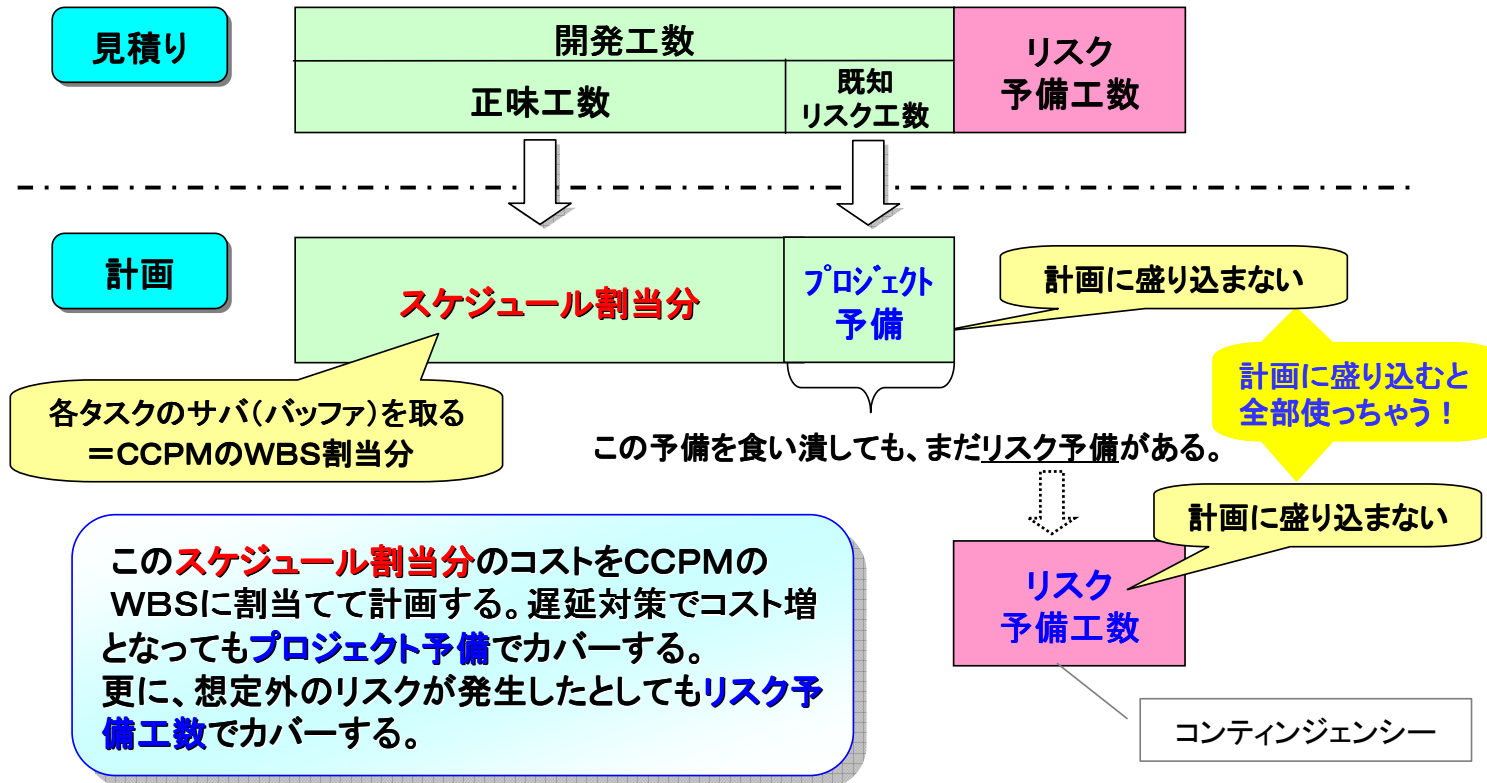 見積り
開発工数
正味工数
既知
リスク工数
リスク
予備工数
計画
スケジュール割当分
プロジェクト
予備
計画に盛り込まない
計画に盛り込むと
全部使っちゃう！
各タスクのサバ（バッファ）を取る
＝CCPMのWBS割当分
この予備を食い潰しても、まだリスク予備がある。
計画に盛り込まない
リスク
予備工数
このスケジュール割当分のコストをCCPMの
WBSに割当てて計画する。遅延対策でコスト増
となってもプロジェクト予備でカバーする。
更に、想定外のリスクが発生したとしてもリスク予
備工数でカバーする。
コンティンジェンシー